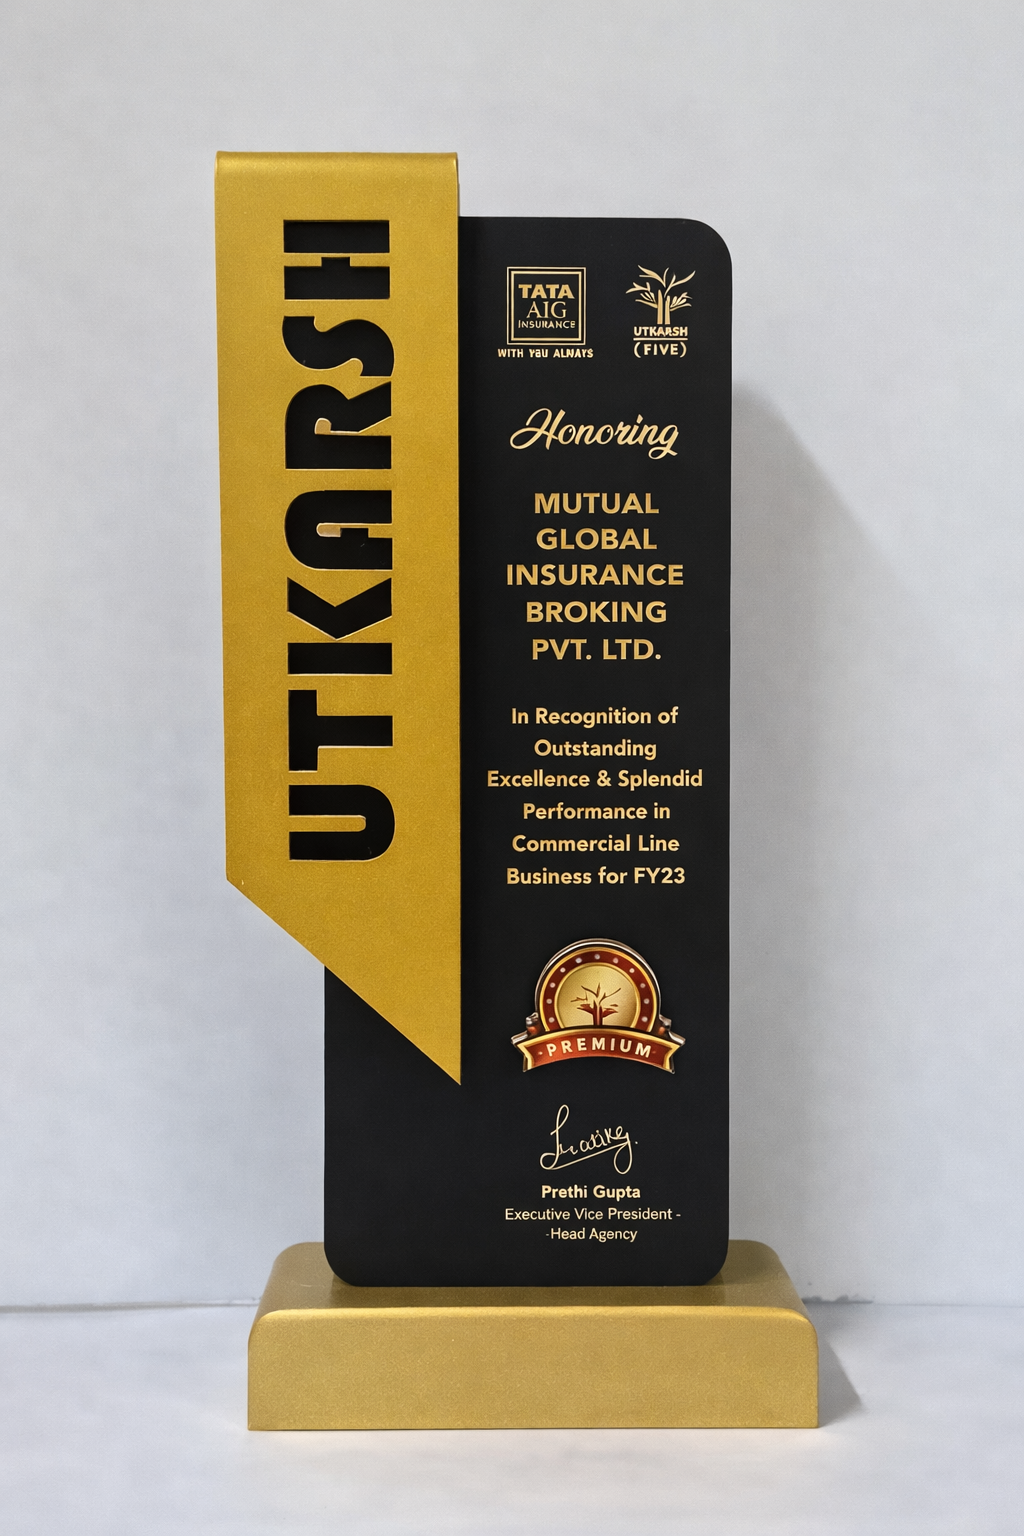 UTKARSH
TATA
AIG
INSURANCE
WITH YOU ALWAYS
UTKARSH
(FIVE)
Honoring
MUTUAL
GLOBAL
INSURANCE
BROKING
PVT. LTD.
In Recognition of
Outstanding
Excellence & Splendid
Performance in
Commercial Line
Business for FY23
PREMIUM
Prethi Gupta
Executive Vice President -
-Head Agency